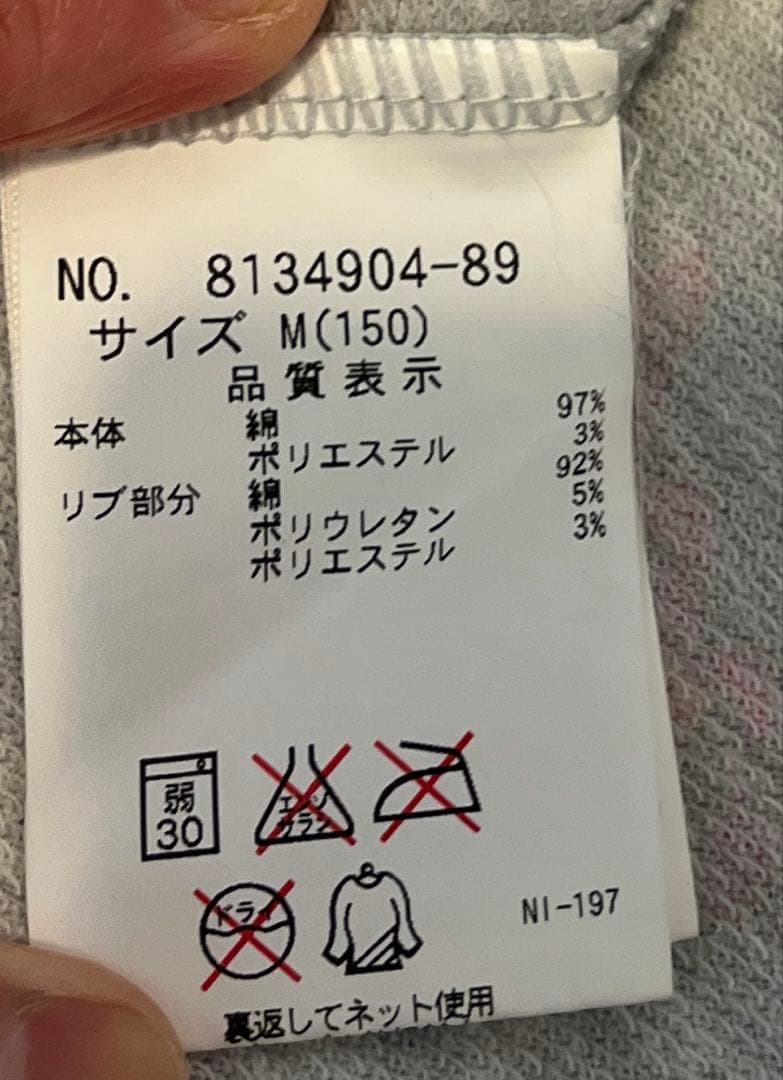 NO. 8134904-89
サイズ M(150)
品質表示
本体 綿 97%
ポリエステル 3%
リブ部分 綿 92%
ポリウレタン 5%
ポリエステル 3%
弱
30
エンソ
サラシ
ドライ
NI-197
裏返してネット使用